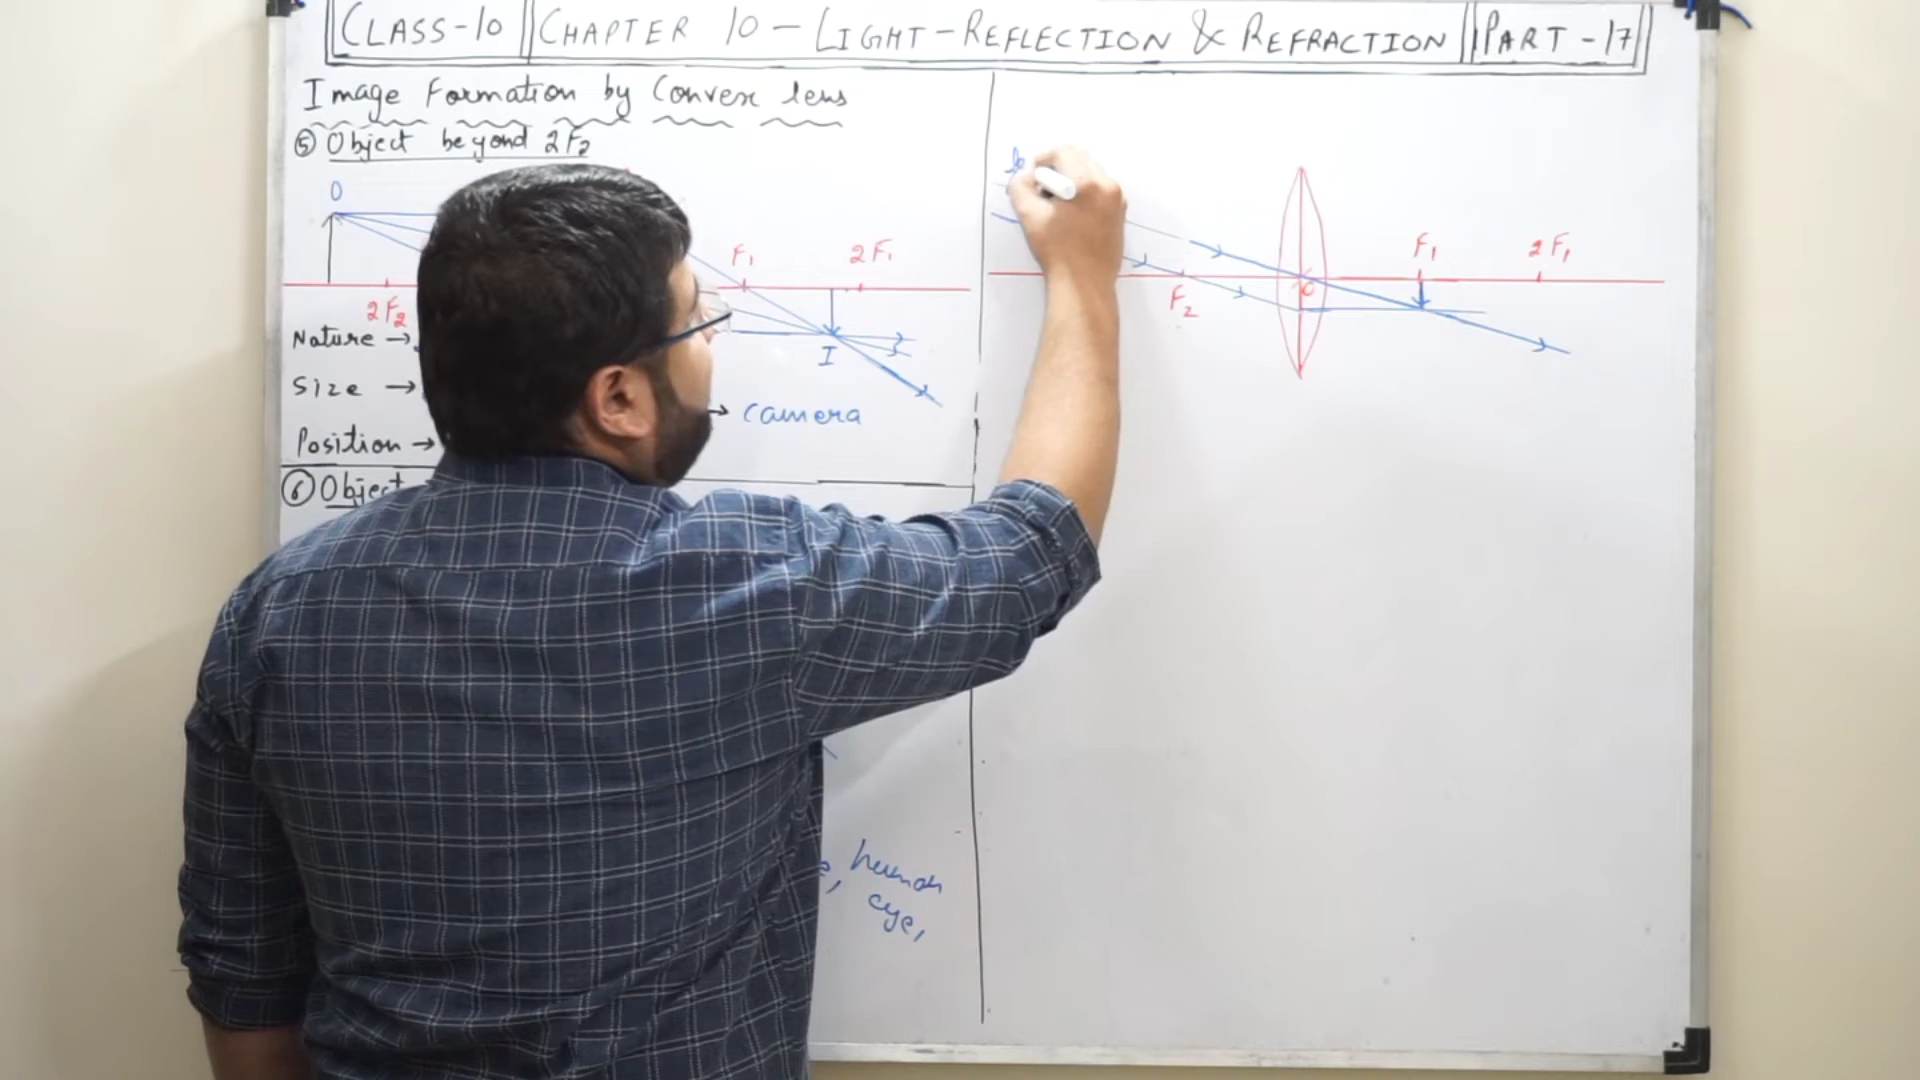 CLASS-10 CHAPTER 10 - LIGHT-REFLECTION & REFRACTION PART-17
Image Formation by Convex lens
⑤ Object beyond 2F₂
O
F₁
2F₁
2F₂
I
Nature →
Size →
→ Camera
Position →
⑥ Object
human
eye,
F₁
2F₁
F₂